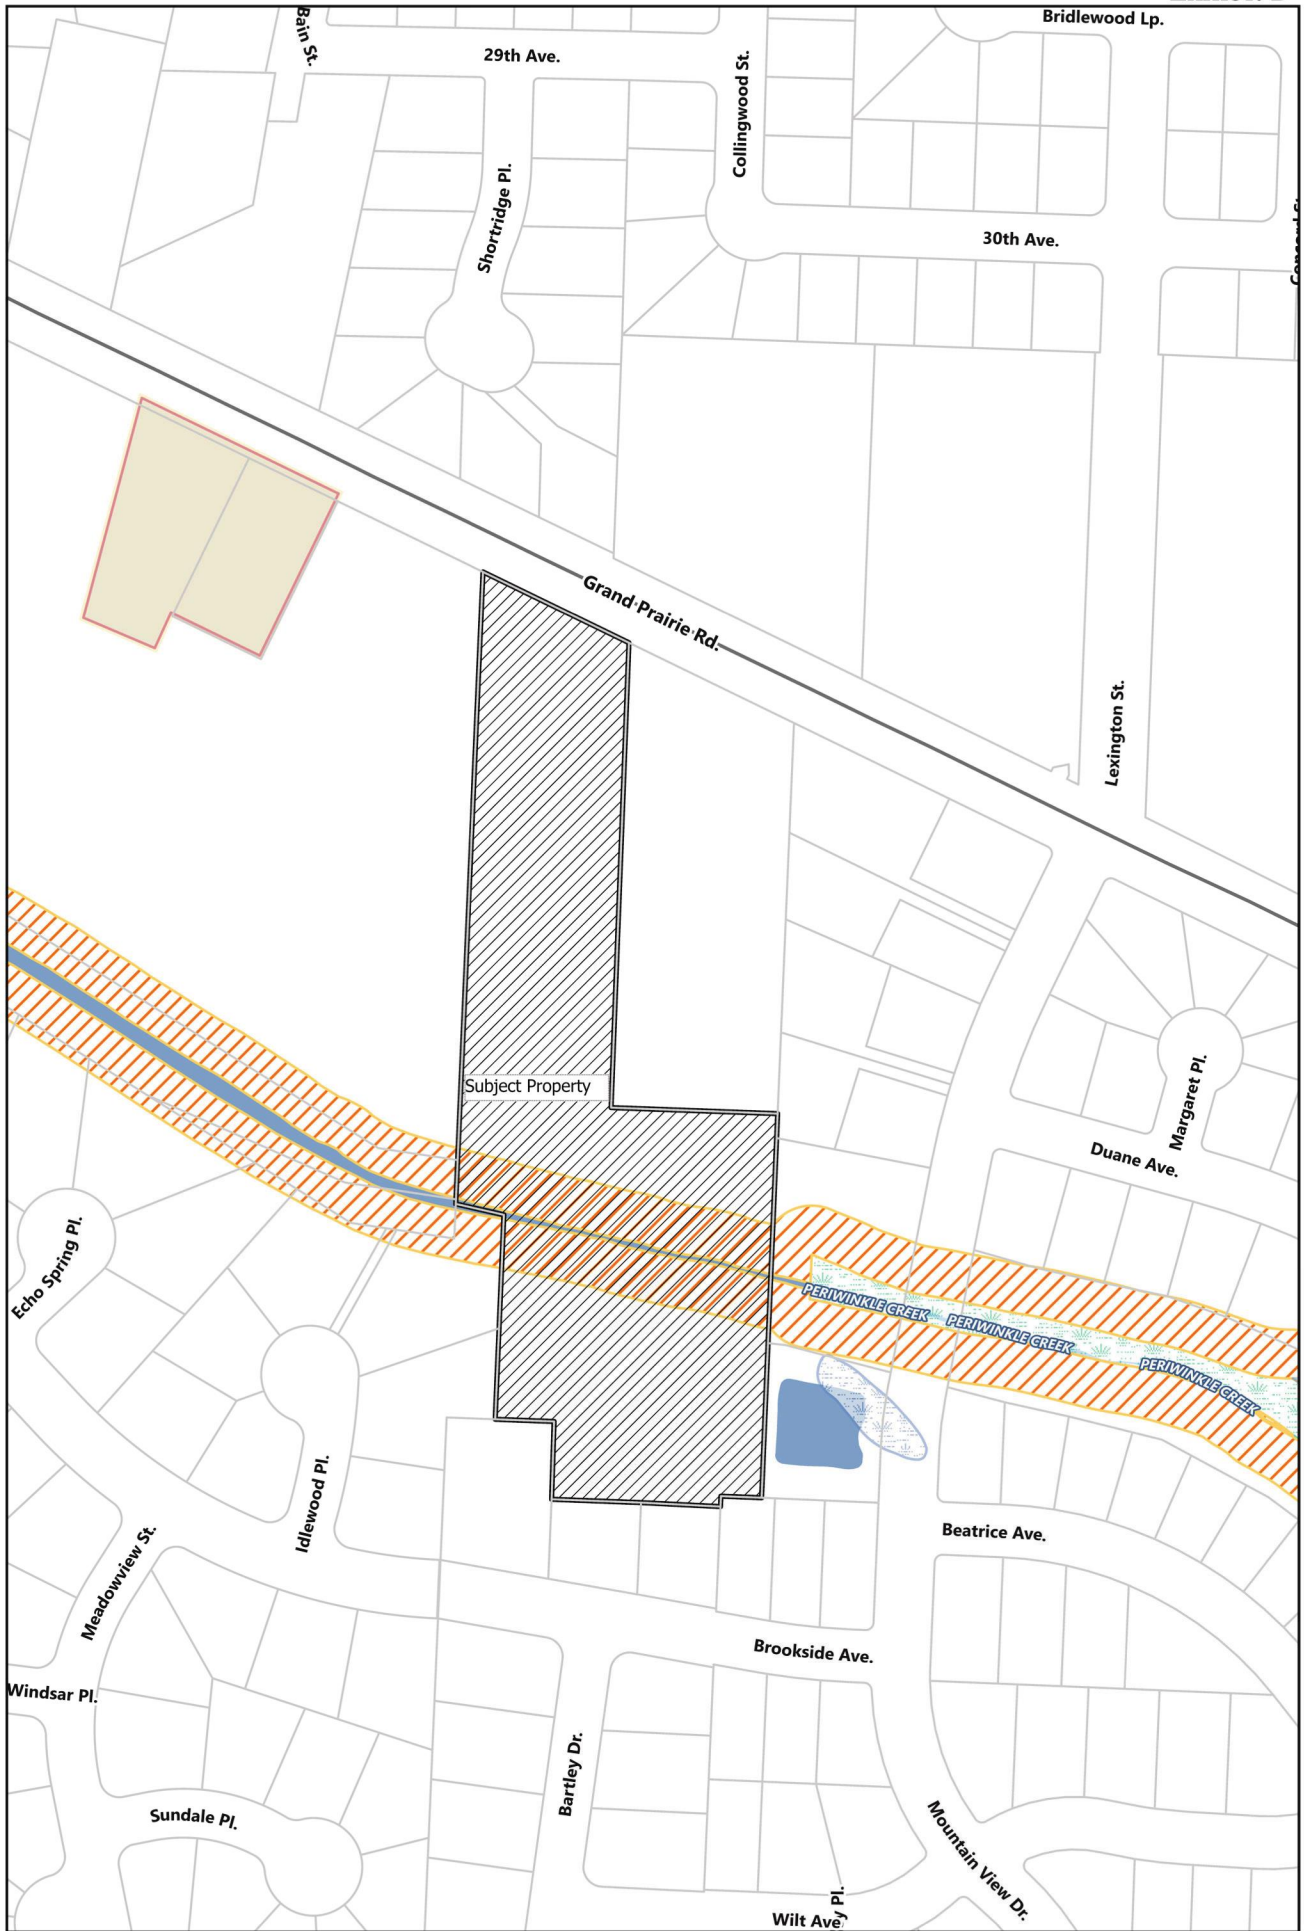 Bridlewood Lp.
Bain St.
29th Ave.
Collingwood St.
Shortridge Pl.
30th Ave.
Grand Prairie Rd.
Lexington St.
Subject Property
Margaret Pl.
Duane Ave.
Echo Spring Pl.
PERIWINKLE CREEK
PERIWINKLE CREEK
PERIWINKLE CREEK
Idlewood Pl.
Beatrice Ave.
Meadowview St.
Brookside Ave.
Windsar Pl.
Bartley Dr.
Sundale Pl.
Mountain View Dr.
y Pl.
Wilt Ave